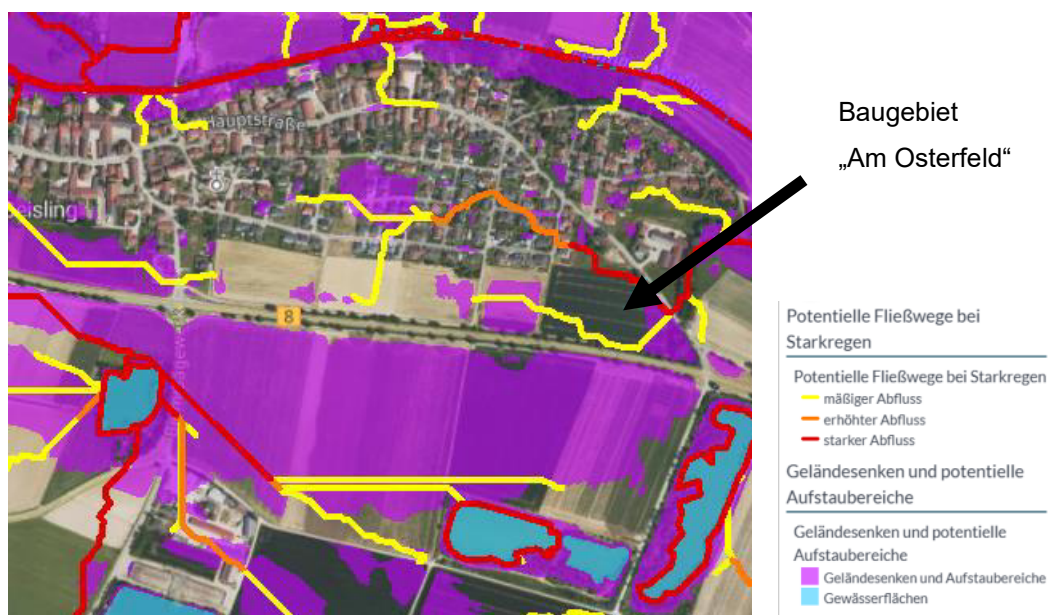 Hauptstraße
eisling
8
Baugebiet
„Am Osterfeld“
Potentielle Fließwege bei
Starkregen
Potentielle Fließwege bei Starkregen
mäßiger Abfluss
erhöhter Abfluss
starker Abfluss
Geländesenken und potentielle
Aufstaubereiche
Geländesenken und potentielle
Aufstaubereiche
Geländesenken und Aufstaubereiche
Gewässerflächen